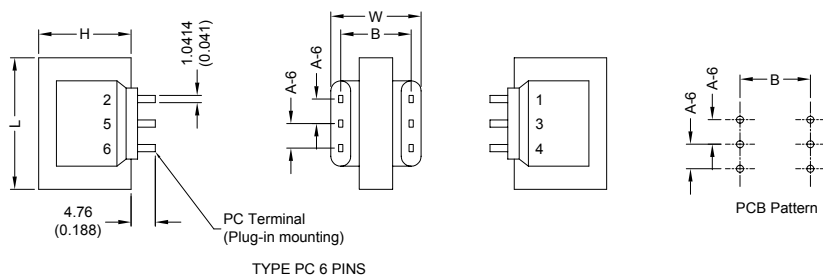 H
L
2
5
6
1.0414
(0.041)
4.76
(0.188)
PC Terminal
(Plug-in mounting)
W
B
A-6
A-6
1
3
4
A-6
A-6
B
PCB Pattern
TYPE PC 6 PINS